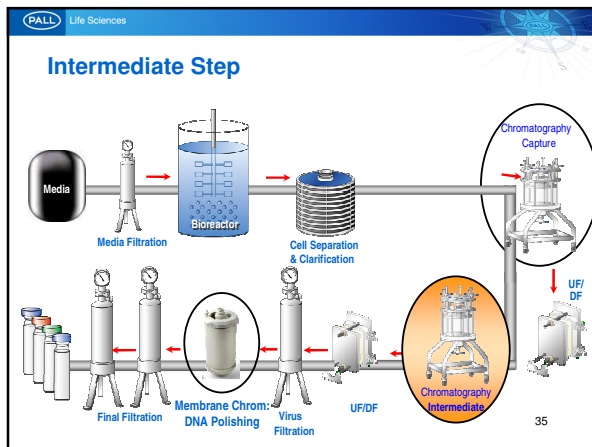 PALL Life Sciences
Intermediate Step
Chromatography
Capture
Media
Bioreactor
Media Filtration
Cell Separation
& Clarification
UF/
DF
Chromatography
Intermediate
Final Filtration
Membrane Chrom:
DNA Polishing
Virus
Filtration
UF/DF
35